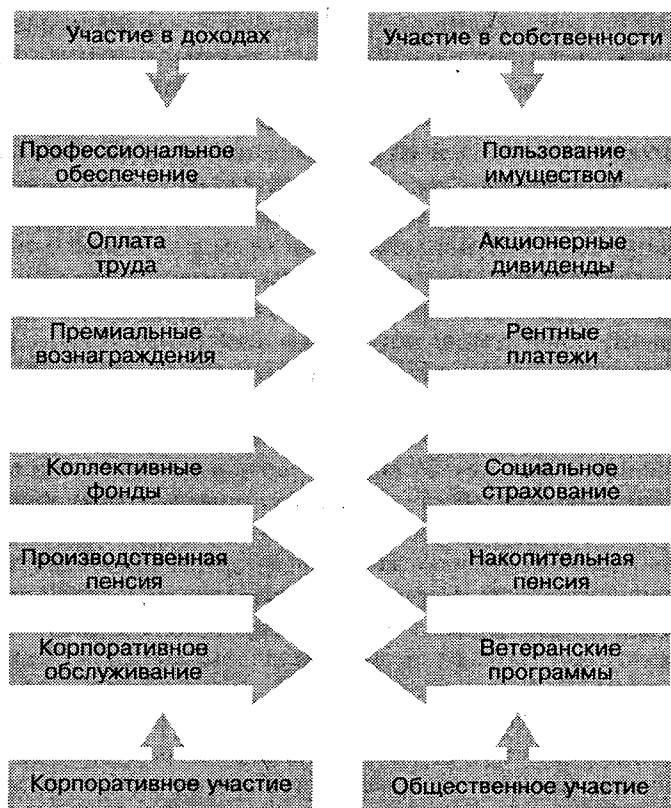 Участие в доходах
Участие в собственности
Профессиональное
обеспечение
Пользование
имуществом
Оплата
труда
Акционерные
дивиденды
Премиальные
вознаграждения
Рентные
платежи
Коллективные
фонды
Социальное
страхование
Производственная
пенсия
Накопительная
пенсия
Корпоративное
обслуживание
Ветеранские
программы
Корпоративное участие
Общественное участие